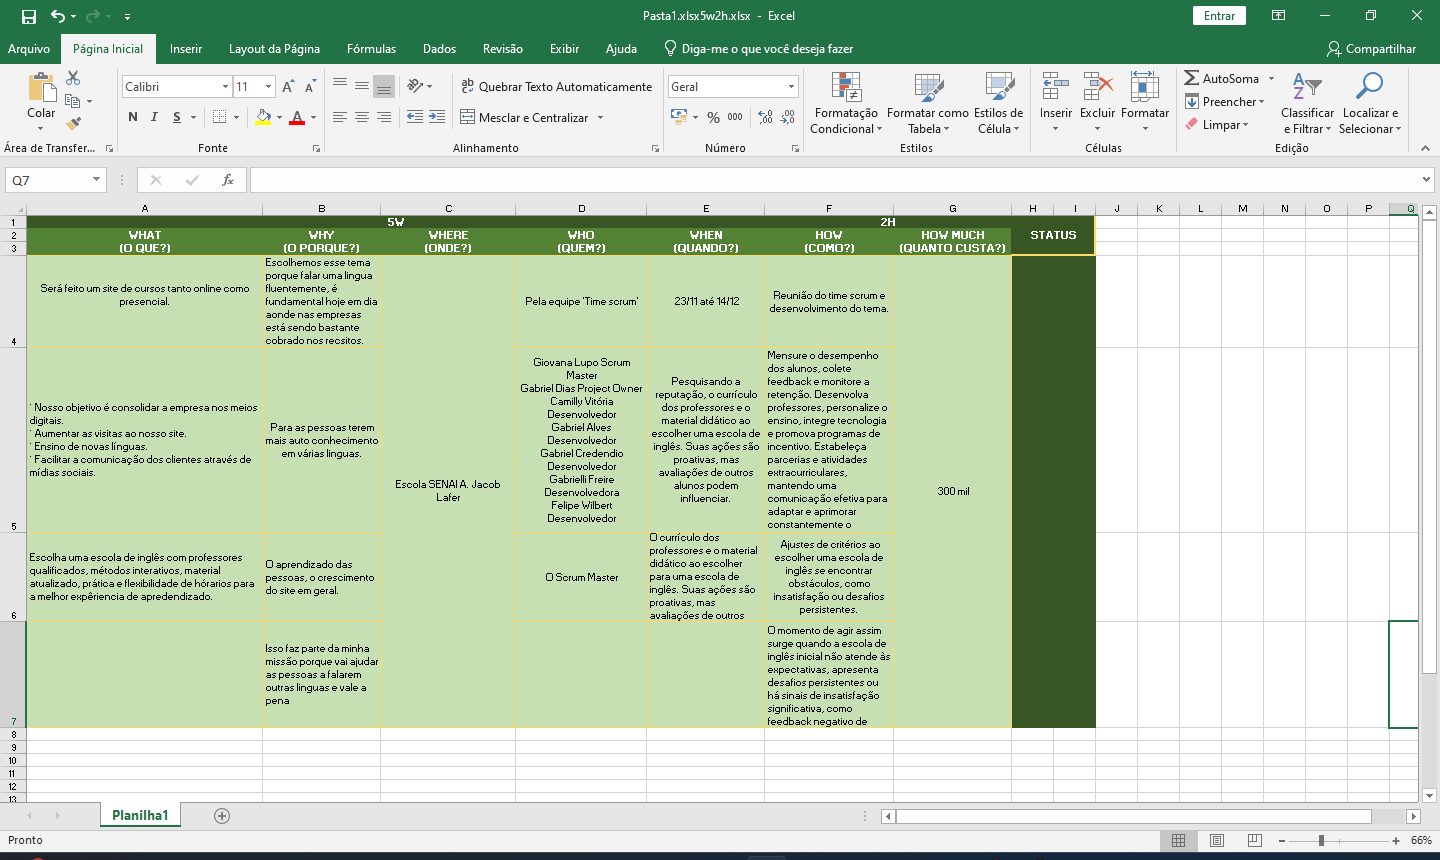 Pasta1.xlsx5w2h.xlsx - Excel
Entrar
Arquivo Página Inicial Inserir Layout da Página Fórmulas Dados Revisão Exibir Ajuda Diga-me o que você deseja fazer Compartilhar
Colar
Área de Transfer...
Calibri 11
N I S
Fonte
Quebrar Texto Automaticamente
Mesclar e Centralizar
Alinhamento
Geral
% 000
Número
Formatação
Condicional
Formatar como
Tabela
Estilos de
Célula
Estilos
Inserir Excluir Formatar
Células
AutoSoma
Preencher
Limpar
Classificar
e Filtrar
Localizar e
Selecionar
Edição
Q7
fx
A B C D E F G H I J K L M N O P Q
1
2
3
4
5
6
7
8
9
10
11
12
13
5W
2H
WHAT
(O QUE?)
WHY
(O PORQUE?)
WHERE
(ONDE?)
WHO
(QUEM?)
WHEN
(QUANDO?)
HOW
(COMO?)
HOW MUCH
(QUANTO CUSTA?)
STATUS
Será feito um site de cursos tanto online como
presencial.
Escolhemos esse tema
porque falar uma lingua
fluentemente, é
fundamental hoje em dia
aonde nas empresas
está sendo bastante
cobrado nos recsitos.
Pela equipe 'Time scrum'
23/11 até 14/12
Reunião do time scrum e
desenvolvimento do tema.
' Nosso objetivo é consolidar a empresa nos meios
digitais.
' Aumentar as visitas ao nosso site.
' Ensino de novas línguas.
' Facilitar a comunicação dos clientes através de
mídias sociais.
Para as pessoas terem
mais auto conhecimento
em várias linguas.
Escola SENAI A. Jacob
Lafer
Giovana Lupo Scrum
Master
Gabriel Dias Project Owner
Camilly Vitória
Desenvolvedor
Gabriel Alves
Desenvolvedor
Gabriel Credendio
Desenvolvedor
Gabrielli Freire
Desenvolvedora
Felipe Wilbert
Desenvolvedor
Pesquisando a
reputação, o currículo
dos professores e o
material didático ao
escolher uma escola de
inglês. Suas ações são
proativas, mas
avaliações de outros
alunos podem
influenciar.
Mensure o desempenho
dos alunos, colete
feedback e monitore a
retenção. Desenvolva
professores, personalize o
ensino, integre tecnologia
e promova programas de
incentivo. Estabeleça
parcerias e atividades
extracurriculares,
mantendo uma
comunicação efetiva para
adaptar e aprimorar
constantemente o
300 mil
Escolha uma escola de inglês com professores
qualificados, métodos interativos, material
atualizado, prática e flexibilidade de hórarios para
a melhor expêriencia de apredendizado.
O aprendizado das
pessoas, o crescimento
do site em geral.
O Scrum Master
O currículo dos
professores e o material
didático ao escolher
para uma escola de
inglês. Suas ações são
proativas, mas
avaliações de outros
Ajustes de critérios ao
escolher uma escola de
inglês se encontrar
obstáculos, como
insatisfação ou desafios
persistentes.
Isso faz parte da minha
missão porque vai ajudar
as pessoas a falarem
outras linguas e vale a
pena
O momento de agir assim
surge quando a escola de
inglês inicial não atende às
expectativas, apresenta
desafios persistentes ou
há sinais de insatisfação
significativa, como
feedback negativo de
Planilha1
Pronto
66%